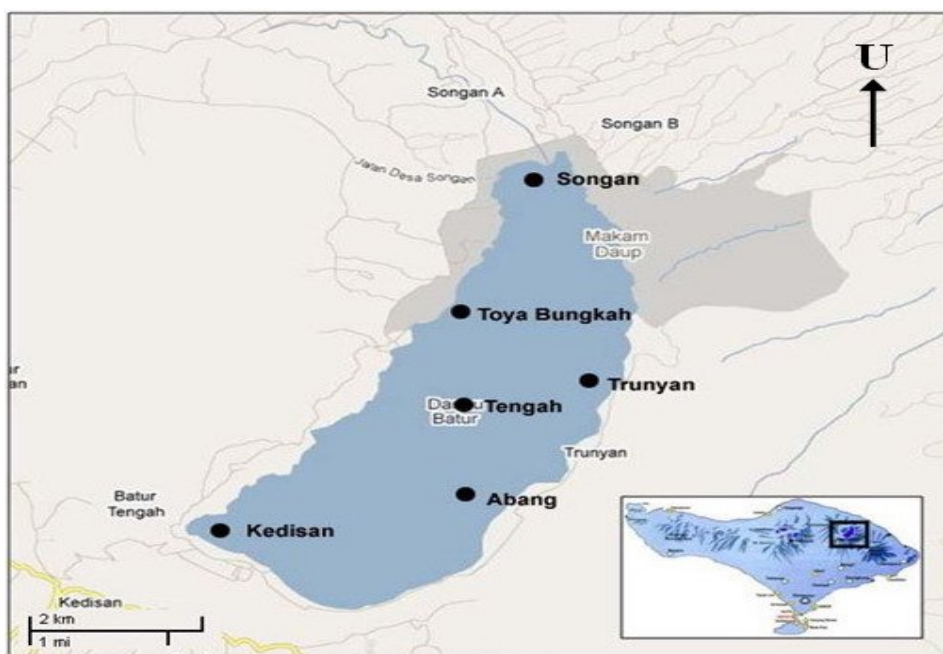 U
Songan A
Songan B
Jalan Desa Songan
Songan
Makam
Daup
Toya Bungkah
Trunyan
Tengah
Batur
Trunyan
Abang
Batur
Tengah
Kedisan
Kedisan
2 km
1 mi